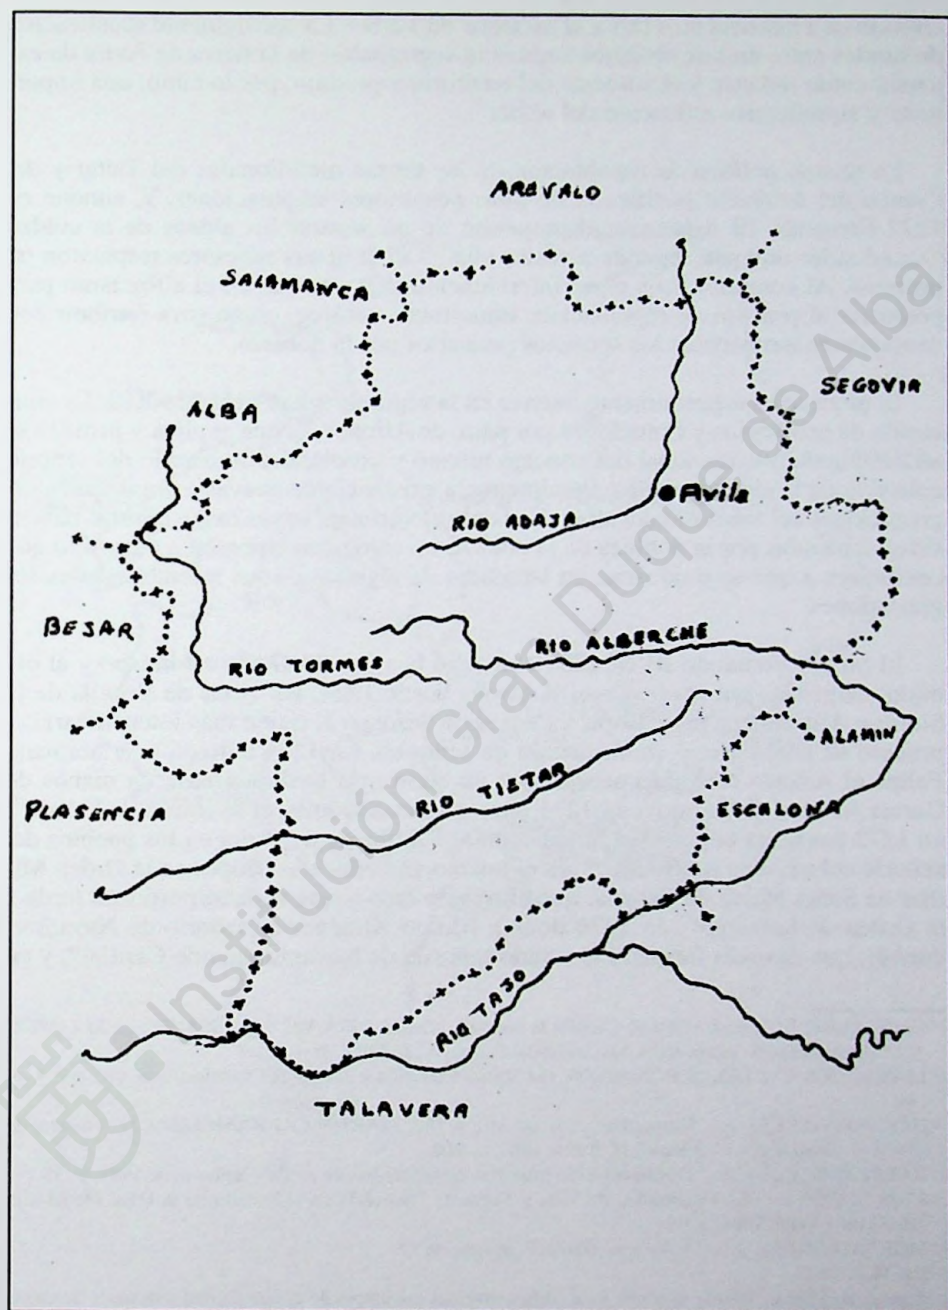 AREVALO
SALAMANCA
SEGOVIA
ALBA
Avila
RIO ADAJA
BEJAR
RIO ALBERCHE
RIO TORMES
ALAMIN
RIO TIETAR
PLASENCIA
ESCALONA
RIO TAJO
TALAVERA
Institución Gran Duque de Alba